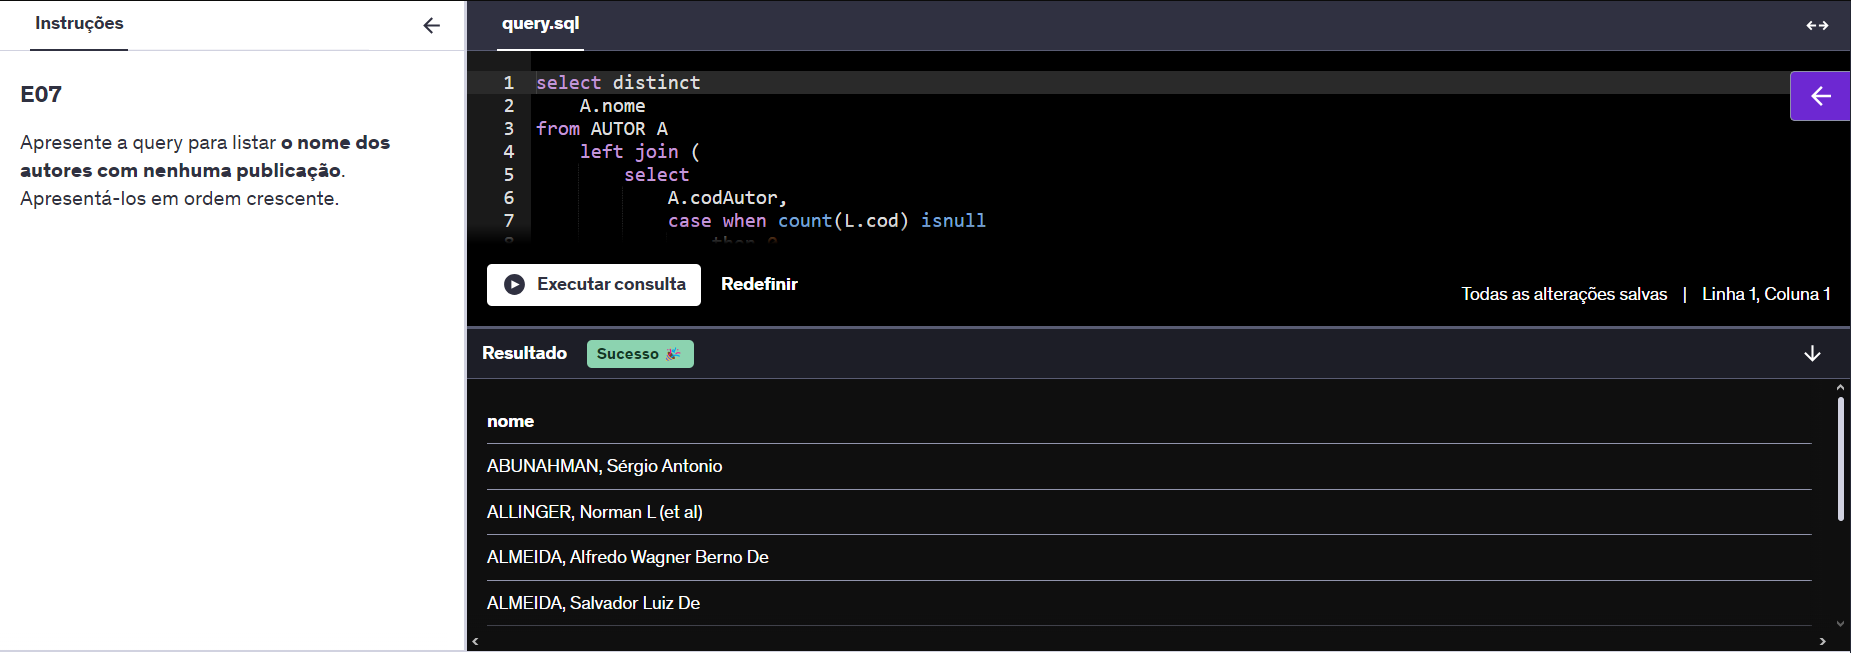 Instruções
E07
Apresente a query para listar o nome dos
autores com nenhuma publicação.
Apresentá-los em ordem crescente.
query.sql
1 select distinct
2 A.nome
3 from AUTOR A
4 left join (
5 select
6 A.codAutor,
7 case when count(L.cod) isnull
8 then 0
Executar consulta
Redefinir
Todas as alterações salvas | Linha 1, Coluna 1
Resultado
Sucesso
nome
ABUNAHMAN, Sérgio Antonio
ALLINGER, Norman L (et al)
ALMEIDA, Alfredo Wagner Berno De
ALMEIDA, Salvador Luiz De